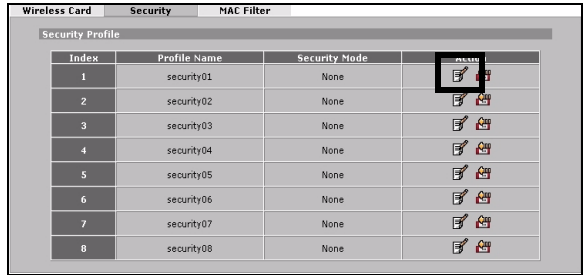 Wireless Card Security MAC Filter
Security Profile
Index Profile Name Security Mode
1 security01 None
2 security02 None
3 security03 None
4 security04 None
5 security05 None
6 security06 None
7 security07 None
8 security08 None